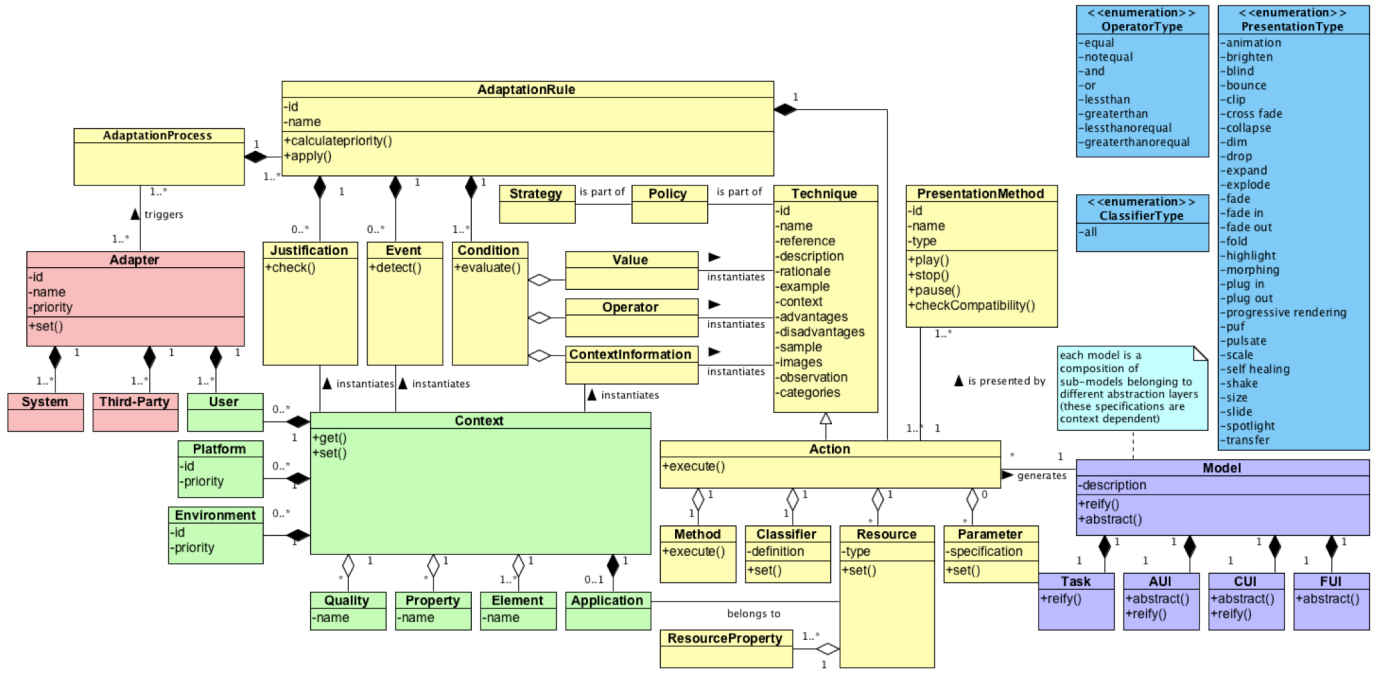 <<enumeration>>
OperatorType
-equal
-notequal
-and
-or
-lessthan
-greaterthan
-lessthanorequal
-greaterthanorequal
<<enumeration>>
PresentationType
-animation
-brighten
-blind
-bounce
-clip
-cross fade
-collapse
-dim
-drop
-expand
-explode
-fade
-fade in
-fade out
-fold
-highlight
-morphing
-plug in
-plug out
-progressive rendering
-puf
-pulsate
-scale
-self healing
-shake
-size
-slide
-spotlight
-transfer
<<enumeration>>
ClassifierType
-all
AdaptationRule
-id
-name
+calculatepriority()
+apply()
1
AdaptationProcess
1
1..*
1..*
triggers
1..*
1
0..*
1
0..*
1
1..*
Strategy
is part of
Policy
is part of
Technique
-id
-name
-reference
-description
-rationale
-example
-context
-advantages
-disadvantages
-sample
-images
-observation
-categories
PresentationMethod
-id
-name
-type
+play()
+stop()
+pause()
+checkCompatibility()
1..*
is presented by
1..*
1
Adapter
-id
-name
-priority
+set()
1
1..*
1
1..*
1
1..*
System
Third-Party
User
Justification
+check()
Event
+detect()
Condition
+evaluate()
Value
instantiates
Operator
instantiates
ContextInformation
instantiates
instantiates
instantiates
instantiates
each model is a
composition of
sub-models belonging to
different abstraction layers
(these specifications are
context dependent)
0..*
1
Platform
-id
-priority
0..*
1
Environment
-id
-priority
0..*
1
Context
+get()
+set()
1
*
1
*
1
1..*
1
0..1
Quality
-name
Property
-name
Element
-name
Application
belongs to
Action
+execute()
*
1
generates
1
1
1
1
1
*
0
*
Method
+execute()
Classifier
-definition
+set()
Resource
-type
+set()
Parameter
-specification
+set()
ResourceProperty
1..*
1
Model
-description
+reify()
+abstract()
1
1
1
1
1
1
1
1
Task
+reify()
AUI
+abstract()
+reify()
CUI
+abstract()
+reify()
FUI
+abstract()